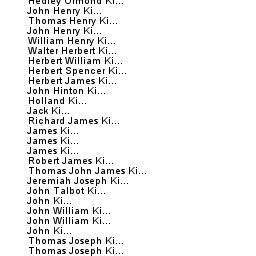 Hedley Ormond Ki...
John Henry Ki...
Thomas Henry Ki...
John Henry Ki...
William Henry Ki...
Walter Herbert Ki...
Herbert William Ki...
Herbert Spencer Ki...
Herbert James Ki...
John Hinton Ki...
Holland Ki...
Jack Ki...
Richard James Ki...
James Ki...
James Ki...
James Ki...
Robert James Ki...
Thomas John James Ki...
Jeremiah Joseph Ki...
John Talbot Ki...
John Ki...
John William Ki...
John William Ki...
John Ki...
Thomas Joseph Ki...
Thomas Joseph Ki...